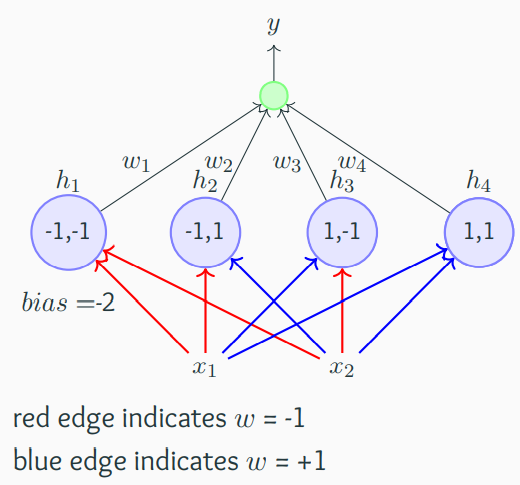 y
w₁ w₂ w₃ w₄
h₁ h₂ h₃ h₄
-1,-1 -1,1 1,-1 1,1
bias =-2
x₁ x₂
red edge indicates w = -1
blue edge indicates w = +1